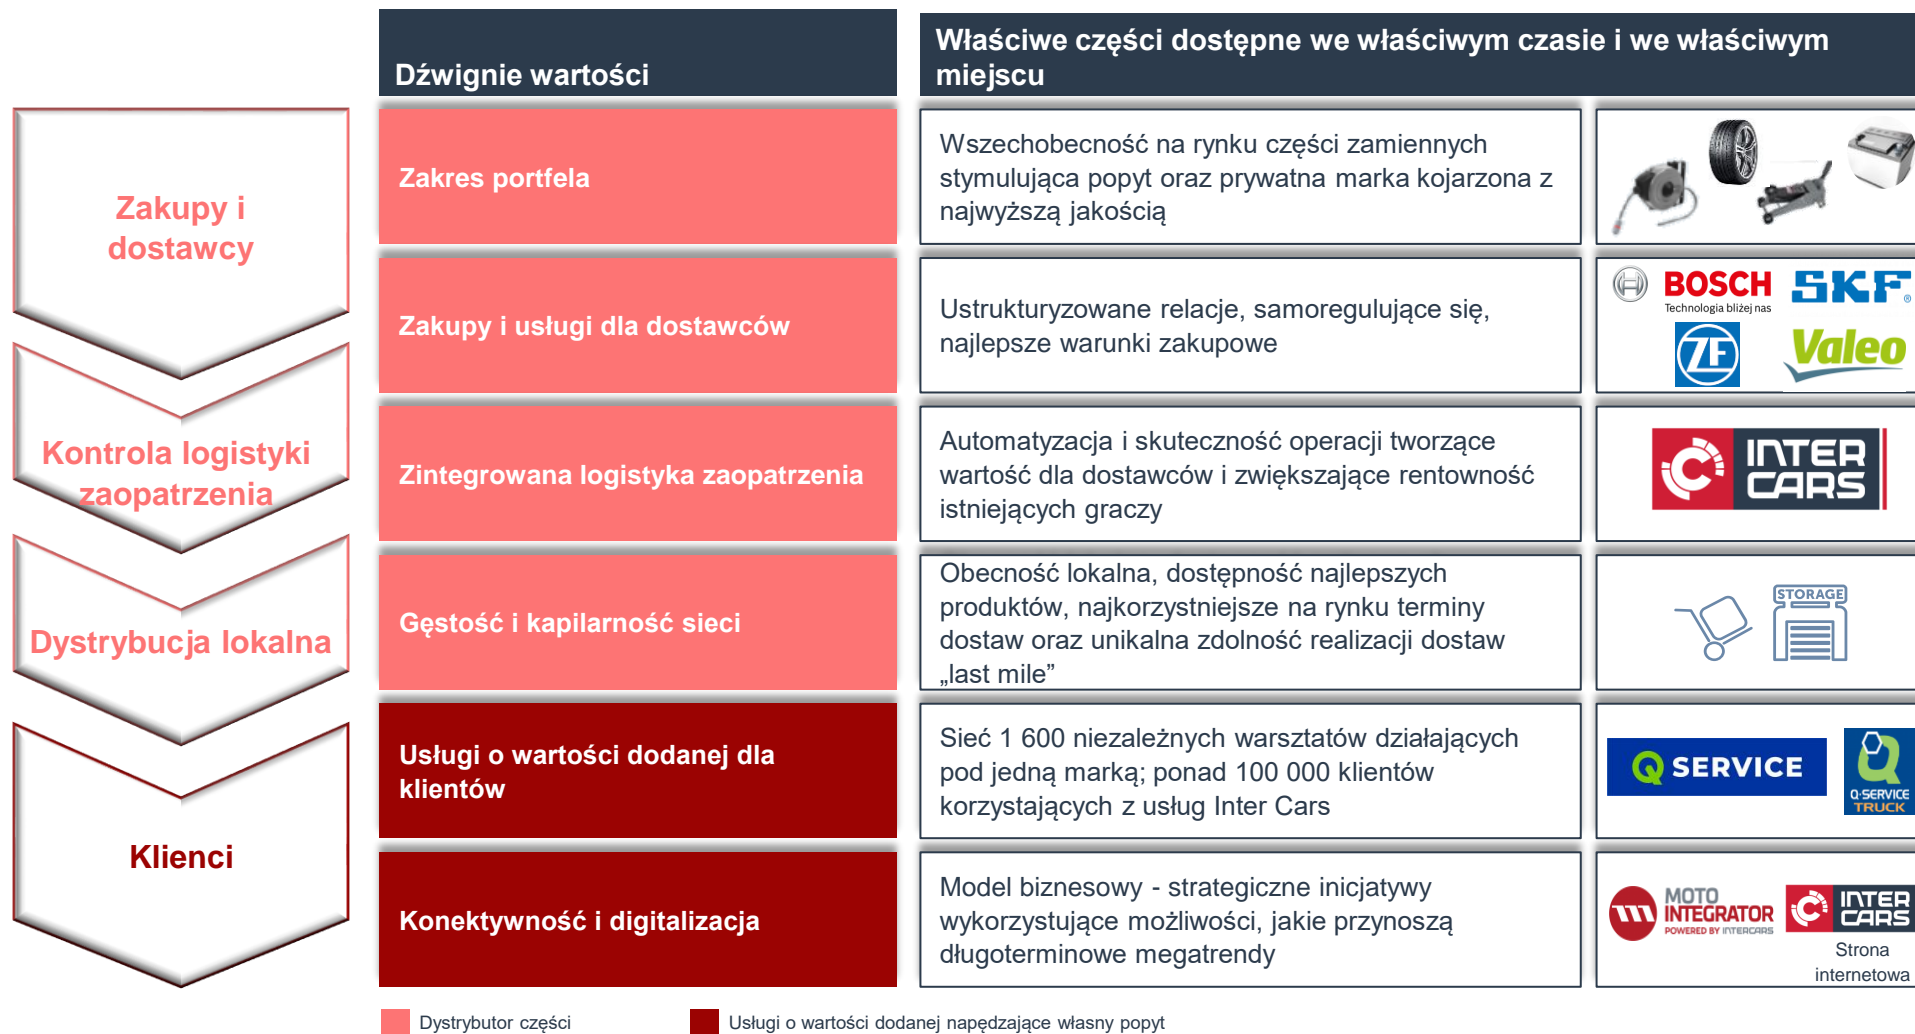 Dźwignie wartości
Właściwe części dostępne we właściwym czasie i we właściwym
miejscu
Zakupy i
dostawcy
Zakres portfela
Wszechobecność na rynku części zamiennych
stymulująca popyt oraz prywatna marka kojarzona z
najwyższą jakością
Zakupy i usługi dla dostawców
Ustrukturyzowane relacje, samoregulujące się,
najlepsze warunki zakupowe
BOSCH
Technologia bliżej nas
SKF®
ZF
Valeo
Kontrola logistyki
zaopatrzenia
Zintegrowana logistyka zaopatrzenia
Automatyzacja i skuteczność operacji tworzące
wartość dla dostawców i zwiększające rentowność
istniejących graczy
INTER
CARS
Dystrybucja lokalna
Gęstość i kapilarność sieci
Obecność lokalna, dostępność najlepszych
produktów, najkorzystniejsze na rynku terminy
dostaw oraz unikalna zdolność realizacji dostaw
„last mile”
STORAGE
Klienci
Usługi o wartości dodanej dla
klientów
Sieć 1 600 niezależnych warsztatów działających
pod jedną marką; ponad 100 000 klientów
korzystających z usług Inter Cars
Q SERVICE
Q-SERVICE
TRUCK
Konektywność i digitalizacja
Model biznesowy - strategiczne inicjatywy
wykorzystujące możliwości, jakie przynoszą
długoterminowe megatrendy
MOTO
INTEGRATOR
POWERED BY INTERCARS
INTER
CARS
Strona
internetowa
Dystrybutor części
Usługi o wartości dodanej napędzające własny popyt